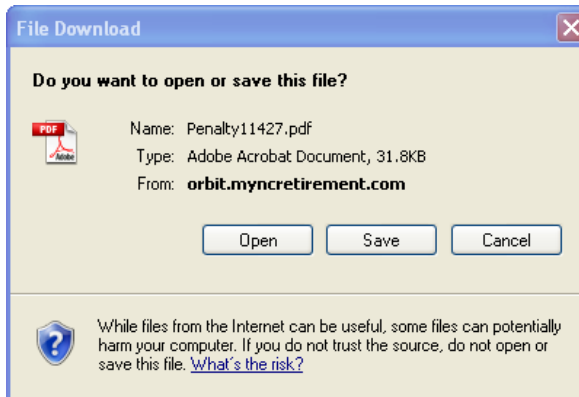 File Download
Do you want to open or save this file?
PDF
Adobe
Name: Penalty11427.pdf
Type: Adobe Acrobat Document, 31.8KB
From: orbit.myncretirement.com
Open Save Cancel
While files from the Internet can be useful, some files can potentially
harm your computer. If you do not trust the source, do not open or
save this file. What's the risk?